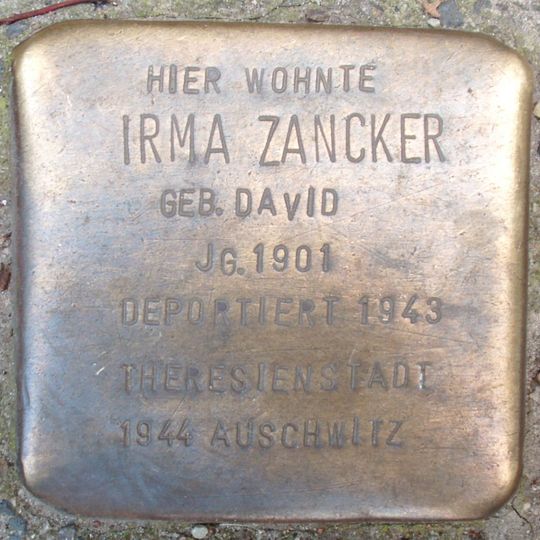 HIER WOHNTE
IRMA ZANCKER
GEB. DAVID
JG. 1901
DEPORTIERT 1943
THERESIENSTADT
1944 AUSCHWITZ